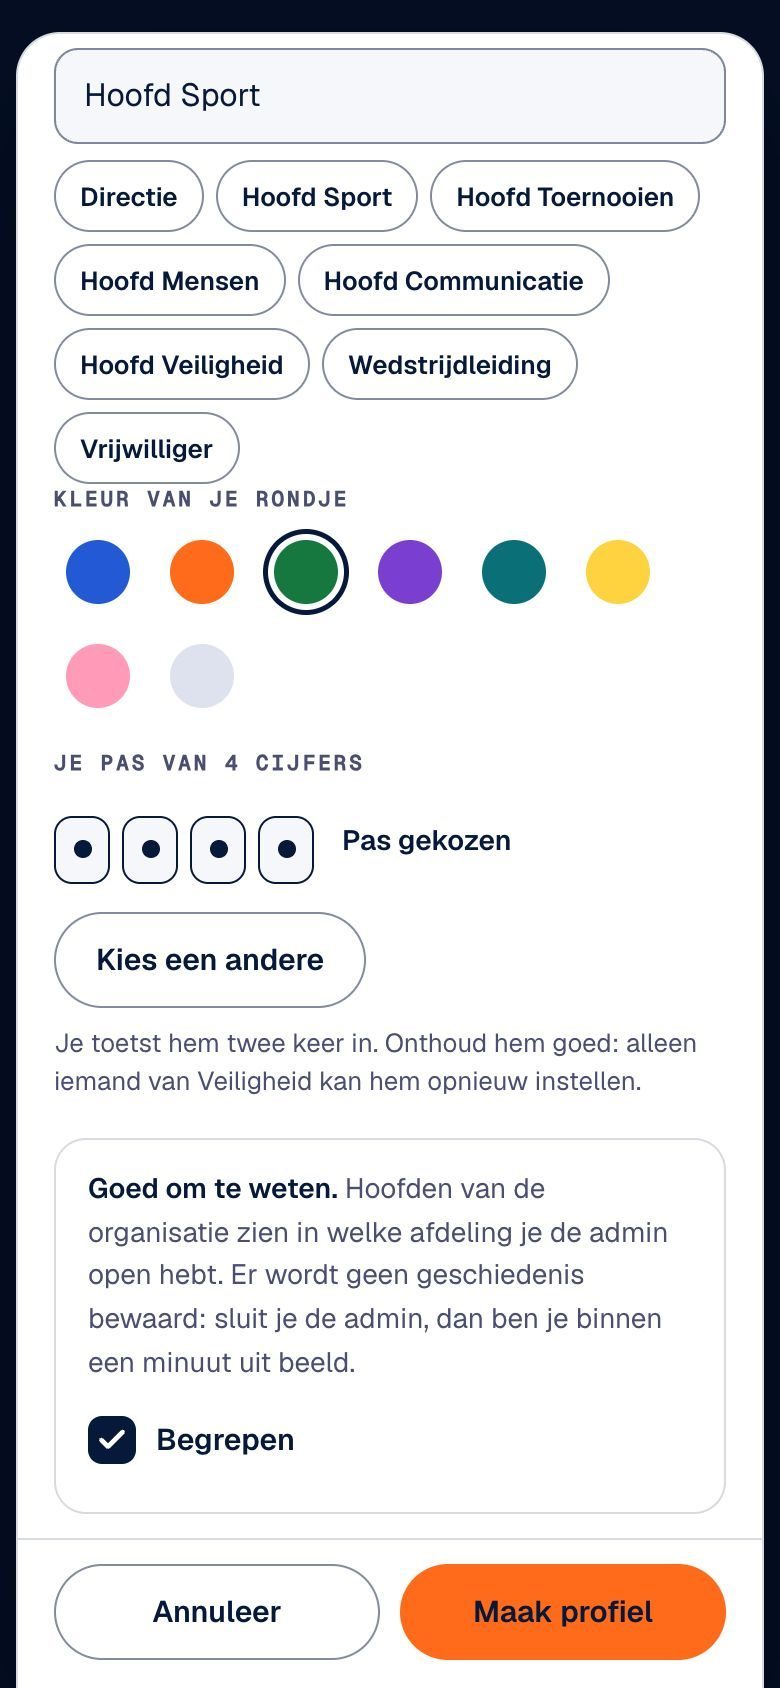 Hoofd Sport
Directie Hoofd Sport Hoofd Toernooien
Hoofd Mensen Hoofd Communicatie
Hoofd Veiligheid Wedstrijdleiding
Vrijwilliger
KLEUR VAN JE RONDJE
JE PAS VAN 4 CIJFERS
Pas gekozen
Kies een andere
Je toetst hem twee keer in. Onthoud hem goed: alleen
iemand van Veiligheid kan hem opnieuw instellen.
Goed om te weten. Hoofden van de
organisatie zien in welke afdeling je de admin
open hebt. Er wordt geen geschiedenis
bewaard: sluit je de admin, dan ben je binnen
een minuut uit beeld.
Begrepen
Annuleer Maak profiel